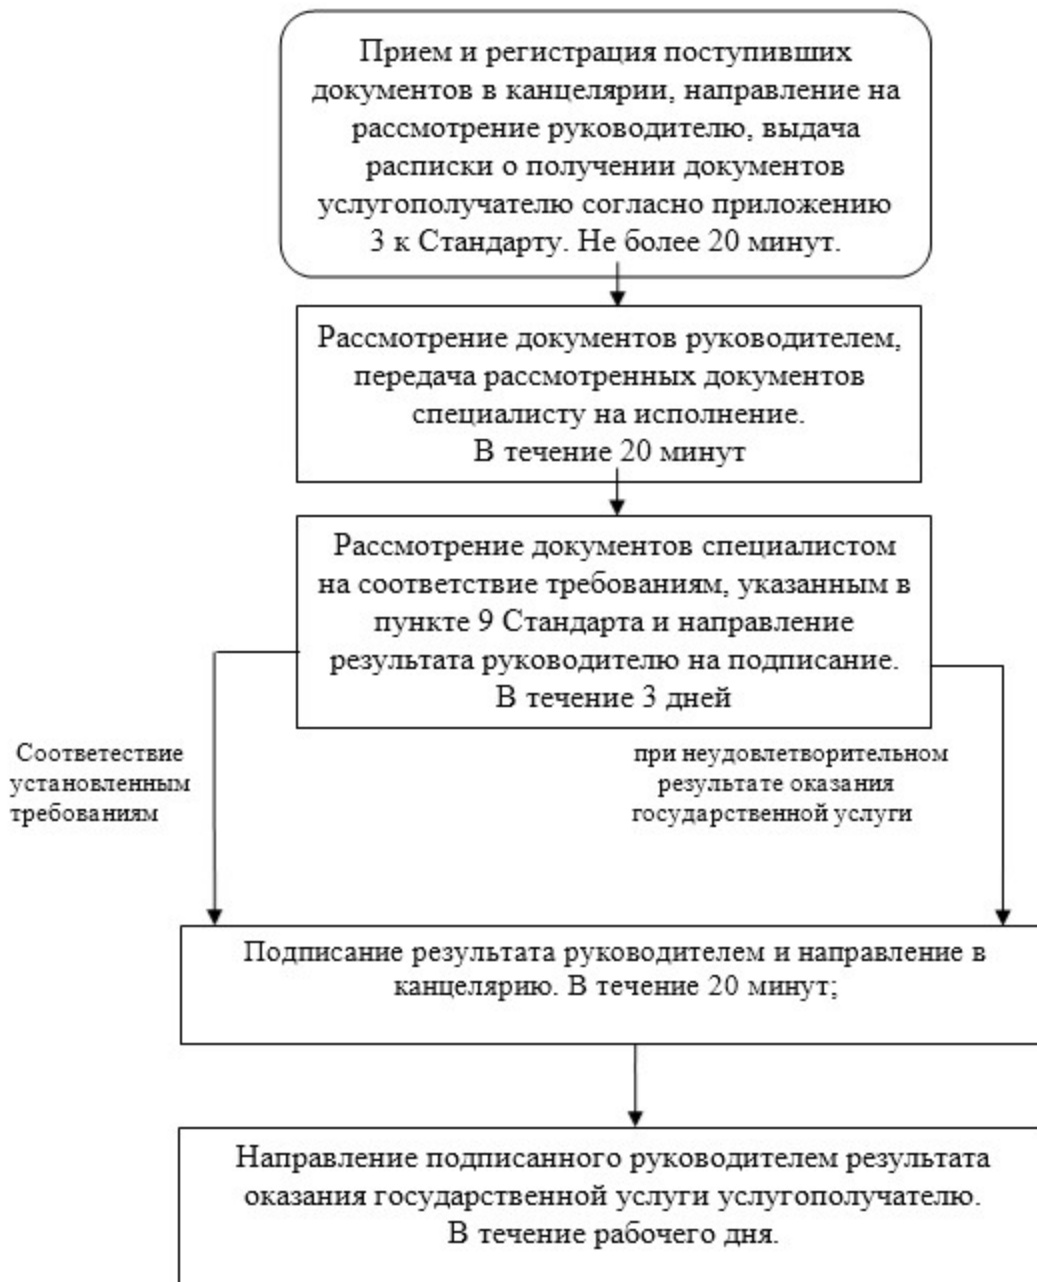 Прием и регистрация поступивших
документов в канцелярии, направление на
рассмотрение руководителю, выдача
расписки о получении документов
услугополучателю согласно приложению
3 к Стандарту. Не более 20 минут.
Рассмотрение документов руководителем,
передача рассмотренных документов
специалисту на исполнение.
В течение 20 минут
Рассмотрение документов специалистом
на соответствие требованиям, указанным в
пункте 9 Стандарта и направление
результата руководителю на подписание.
В течение 3 дней
Соответествие
установленным
требованиям
при неудовлетворительном
результате оказания
государственной услуги
Подписание результата руководителем и направление в
канцелярию. В течение 20 минут;
Направление подписанного руководителем результата
оказания государственной услуги услугополучателю.
В течение рабочего дня.